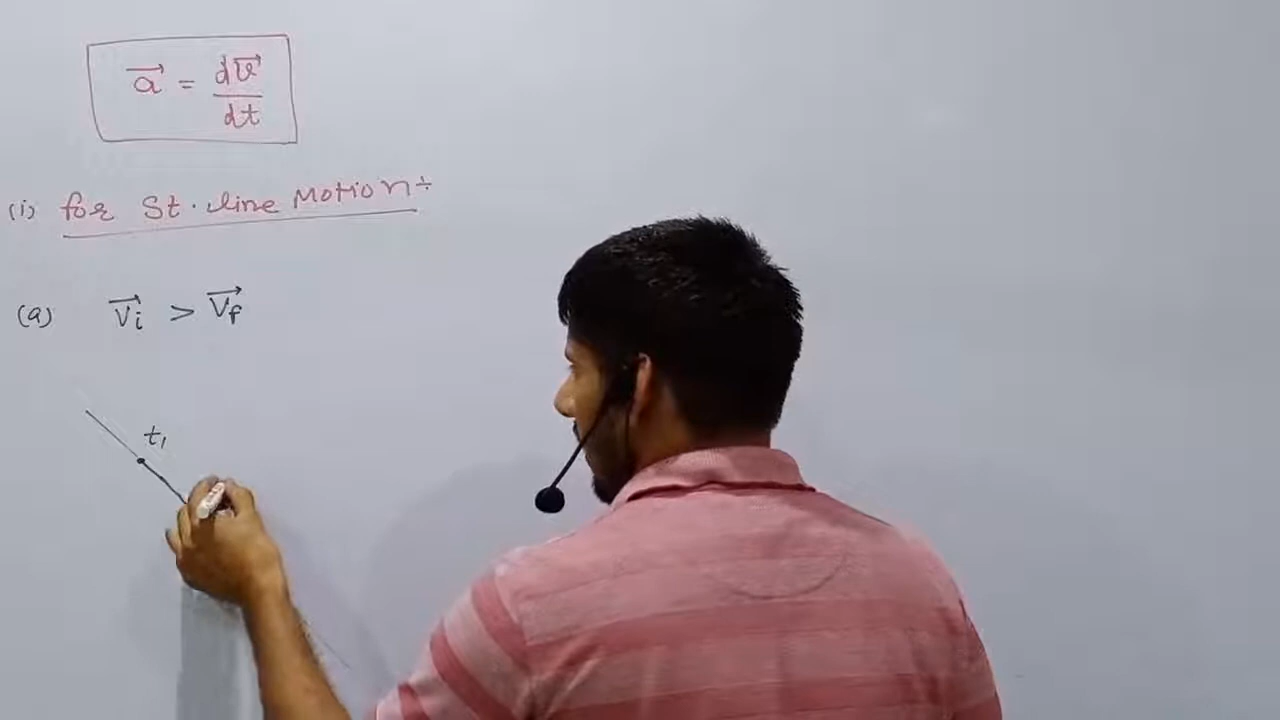 a⃗ = dv⃗/dt
(i) for St. line Motion÷
(a) V⃗i > V⃗f
t₁